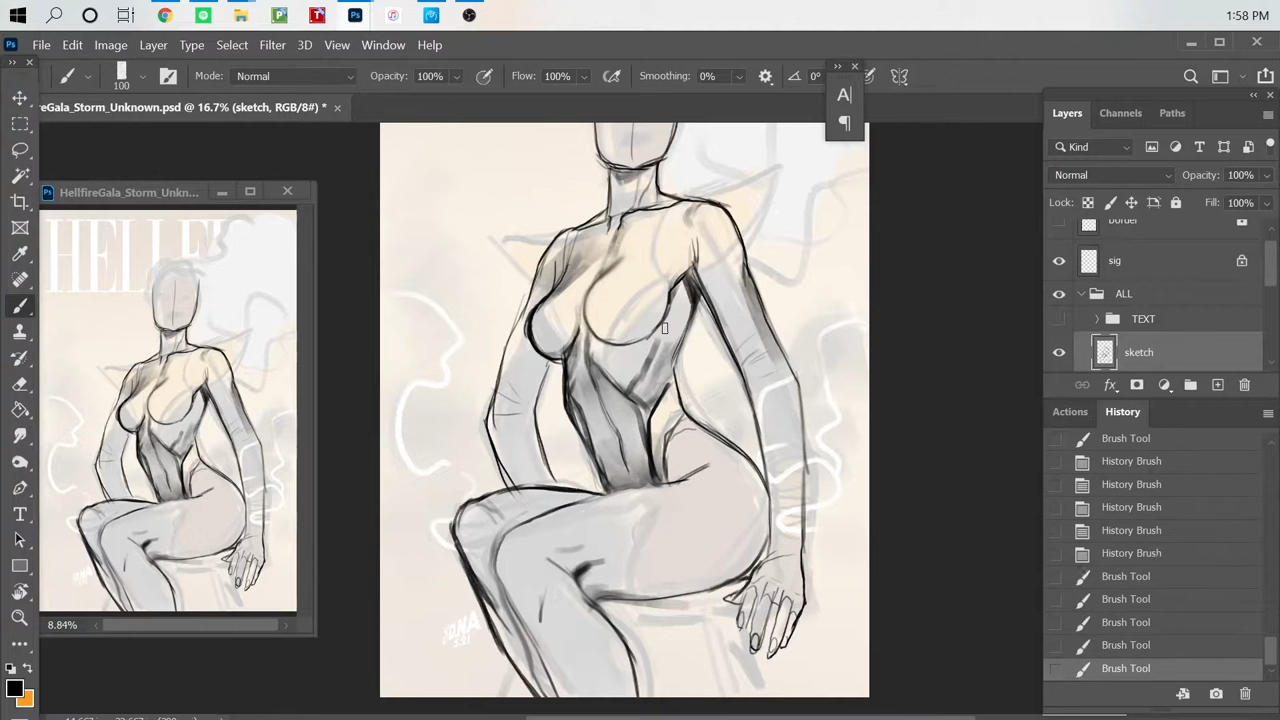 1:58 PM
File Edit Image Layer Type Select Filter 3D View Window Help
100 Mode: Normal Opacity: 100% Flow: 100% Smoothing: 0% 0°
ireGala_Storm_Unknown.psd @ 16.7% (sketch, RGB/8#) *
HellfireGala_Storm_Unkn...
HELLF
8.84%
Layers Channels Paths
Kind
Normal Opacity: 100%
Lock: Fill: 100%
border
sig
ALL
TEXT
sketch
Actions History
Brush Tool
History Brush
History Brush
History Brush
History Brush
History Brush
Brush Tool
Brush Tool
Brush Tool
Brush Tool
Brush Tool